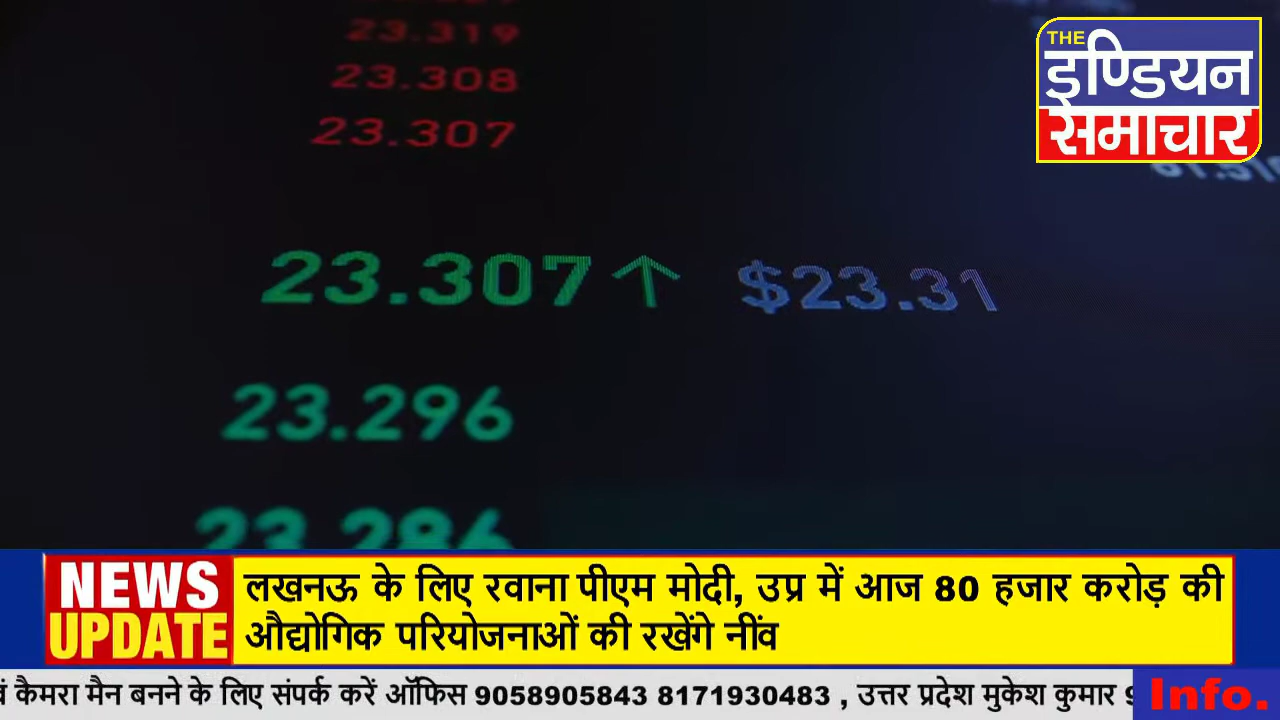 23.319
23.308
23.307
THE
इण्डियन
समाचार
23.307↑ $23.31
23.296
23.286
NEWS
UPDATE
लखनऊ के लिए रवाना पीएम मोदी, उप्र में आज 80 हजार करोड़ की
औद्योगिक परियोजनाओं की रखेंगे नींव
कैमरा मैन बनने के लिए संपर्क करें ऑफिस 9058905843 8171930483 , उत्तर प्रदेश मुकेश कुमार
Info.